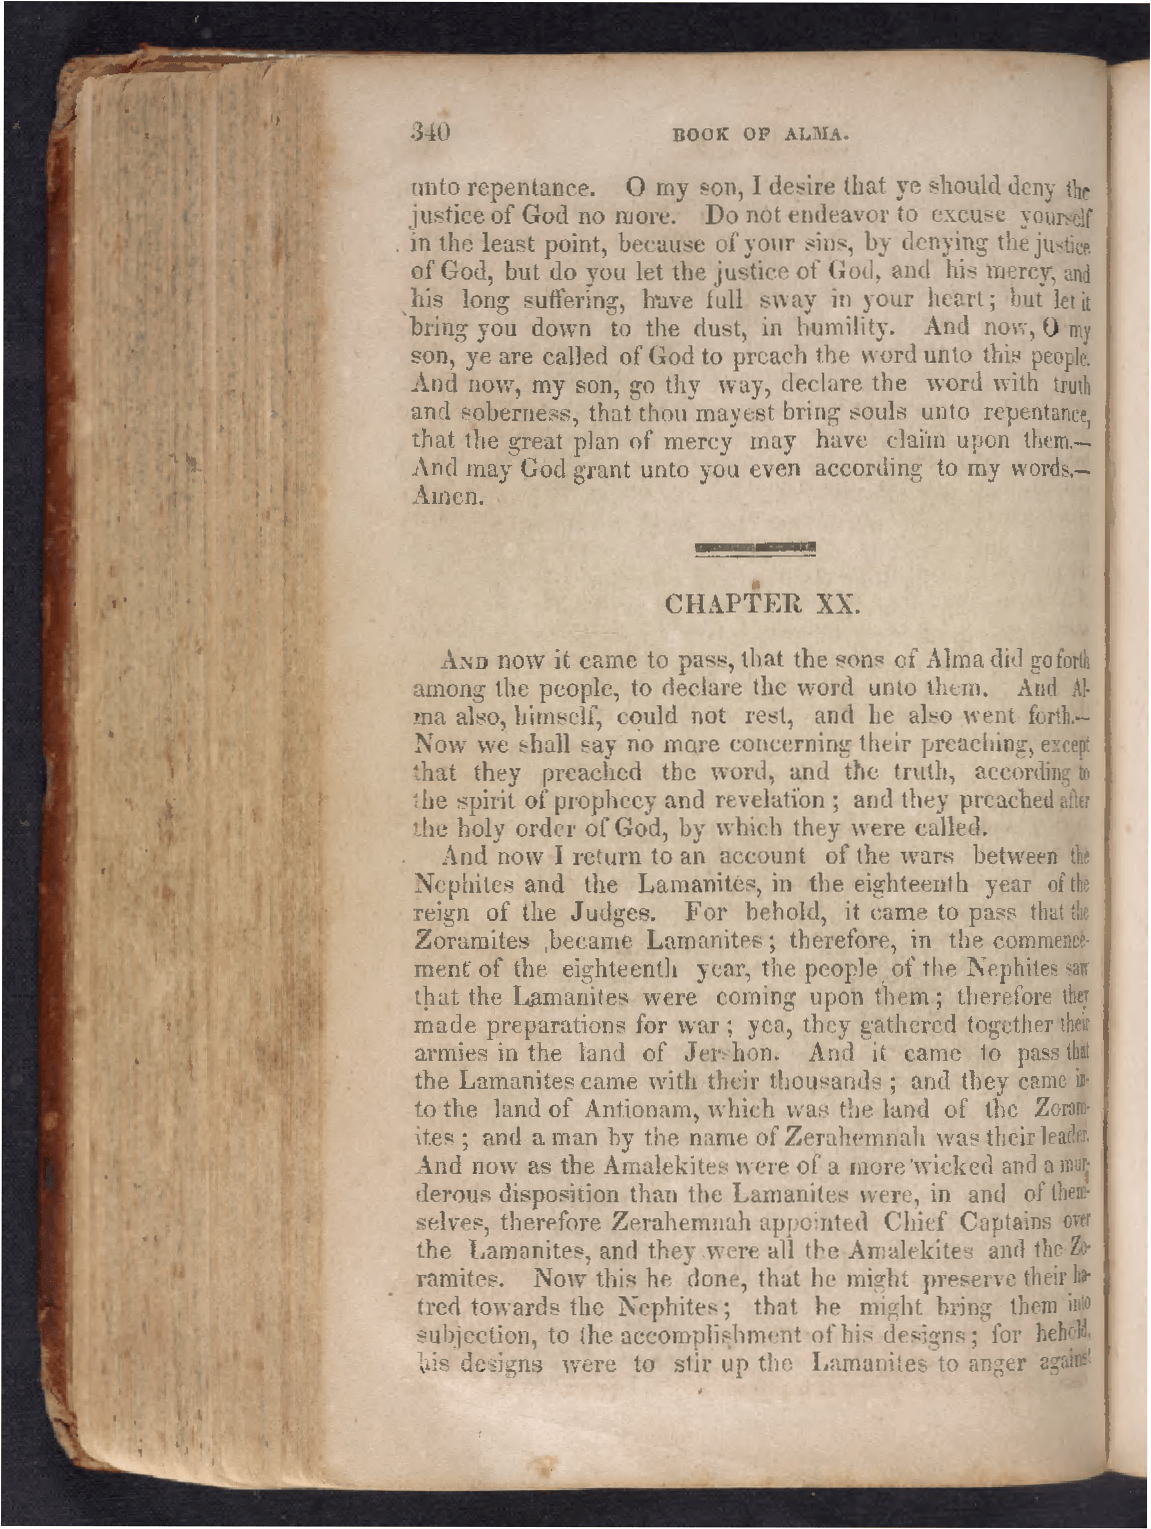 340 BOOK OF ALMA.
unto repentance. O my son, I desire that ye should deny the
justice of God no more. Do not endeavor to excuse yourself
in the least point, because of your sins, by denying the justice
of God, but do you let the justice of God, and his mercy, and
his long suffering, have full sway in your heart; but let it
bring you down to the dust, in humility. And now, O my
son, ye are called of God to preach the word unto this people.
And now, my son, go thy way, declare the word with truth
and soberness, that thou mayest bring souls unto repentance,
that the great plan of mercy may have claim upon them.—
And may God grant unto you even according to my words.—
Amen.
CHAPTER XX.
AND now it came to pass, that the sons of Alma did go forth
among the people, to declare the word unto them. And Al-
ma also, himself, could not rest, and he also went forth.—
Now we shall say no more concerning their preaching, except
that they preached the word, and the truth, according to
the spirit of prophecy and revelation; and they preached after
the holy order of God, by which they were called.
And now I return to an account of the wars between the
Nephites and the Lamanites, in the eighteenth year of the
reign of the Judges. For behold, it came to pass that the
Zoramites became Lamanites; therefore, in the commence-
ment of the eighteenth year, the people of the Nephites saw
that the Lamanites were coming upon them; therefore they
made preparations for war; yea, they gathered together their
armies in the land of Jershon. And it came to pass that
the Lamanites came with their thousands; and they came in-
to the land of Antionam, which was the land of the Zoram-
ites; and a man by the name of Zerahemnah was their leader.
And now as the Amalekites were of a more wicked and a mur-
derous disposition than the Lamanites were, in and of them-
selves, therefore Zerahemnah appointed Chief Captains over
the Lamanites, and they were all the Amalekites and the Zo-
ramites. Now this he done, that he might preserve their ha-
tred towards the Nephites; that he might bring them into
subjection, to the accomplishment of his designs; for behold,
his designs were to stir up the Lamanites to anger against